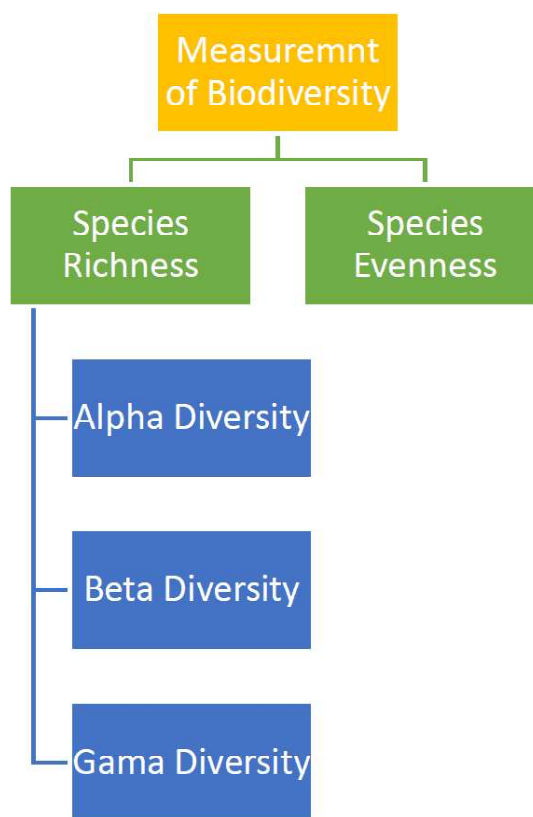 Measuremnt
of Biodiversity
Species
Richness
Species
Evenness
Alpha Diversity
Beta Diversity
Gama Diversity